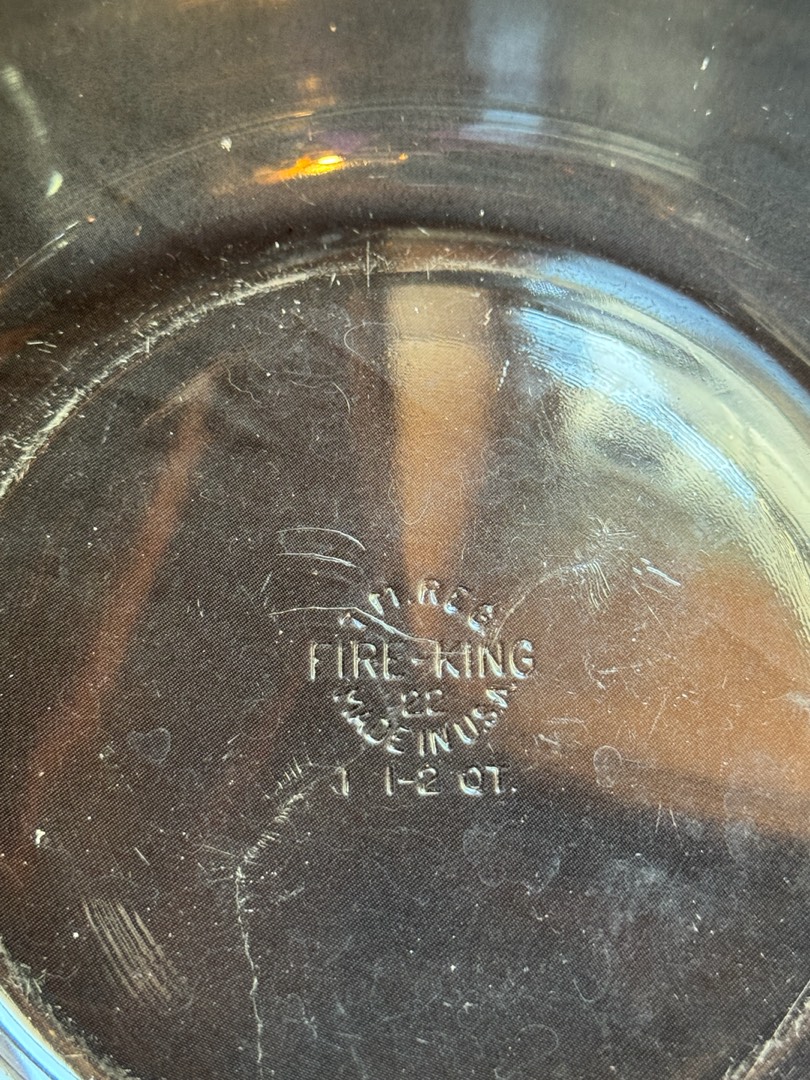 T.M.REG
FIRE-KING
22
MADE IN U.S.A.
1 1-2 QT.